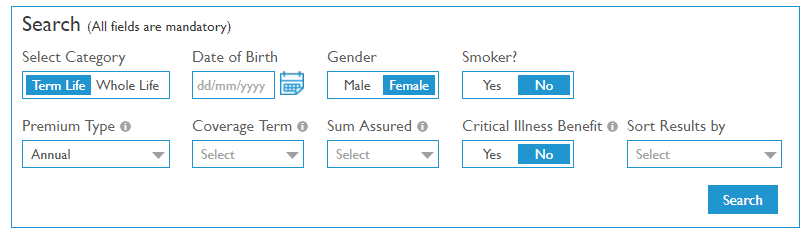 Search (All fields are mandatory)
Select Category Date of Birth Gender Smoker?
Term Life Whole Life dd/mm/yyyy Male Female Yes No
Premium Type Coverage Term Sum Assured Critical Illness Benefit Sort Results by
Annual Select Select Yes No Select
Search